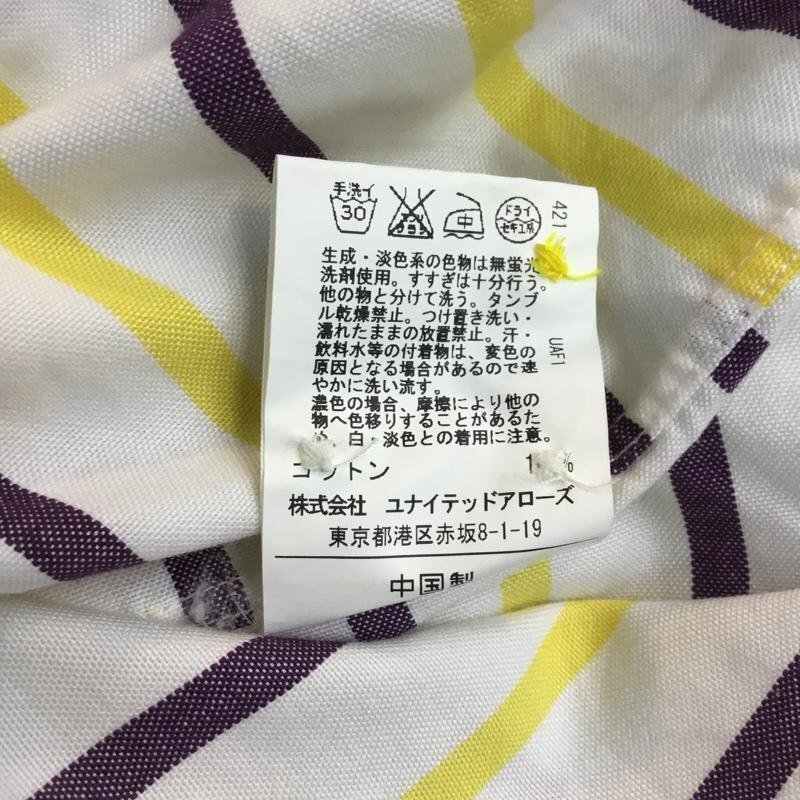 手洗イ
30
エンソ
サラシ
中
ドライ
セキユ系
421
生成・淡色系の色物は無蛍光
洗剤使用。すすぎは十分行う。
他の物と分けて洗う。タンブ
ル乾燥禁止。つけ置き洗い・
濡れたままの放置禁止。汗・
飲料水等の付着物は、変色の
原因となる場合があるので速
やかに洗い流す。
濃色の場合、摩擦により他の
物へ色移りすることがあるた
め、白・淡色との着用に注意。
UAF1
コットン %
株式会社 ユナイテッドアローズ
東京都港区赤坂8-1-19
中国製